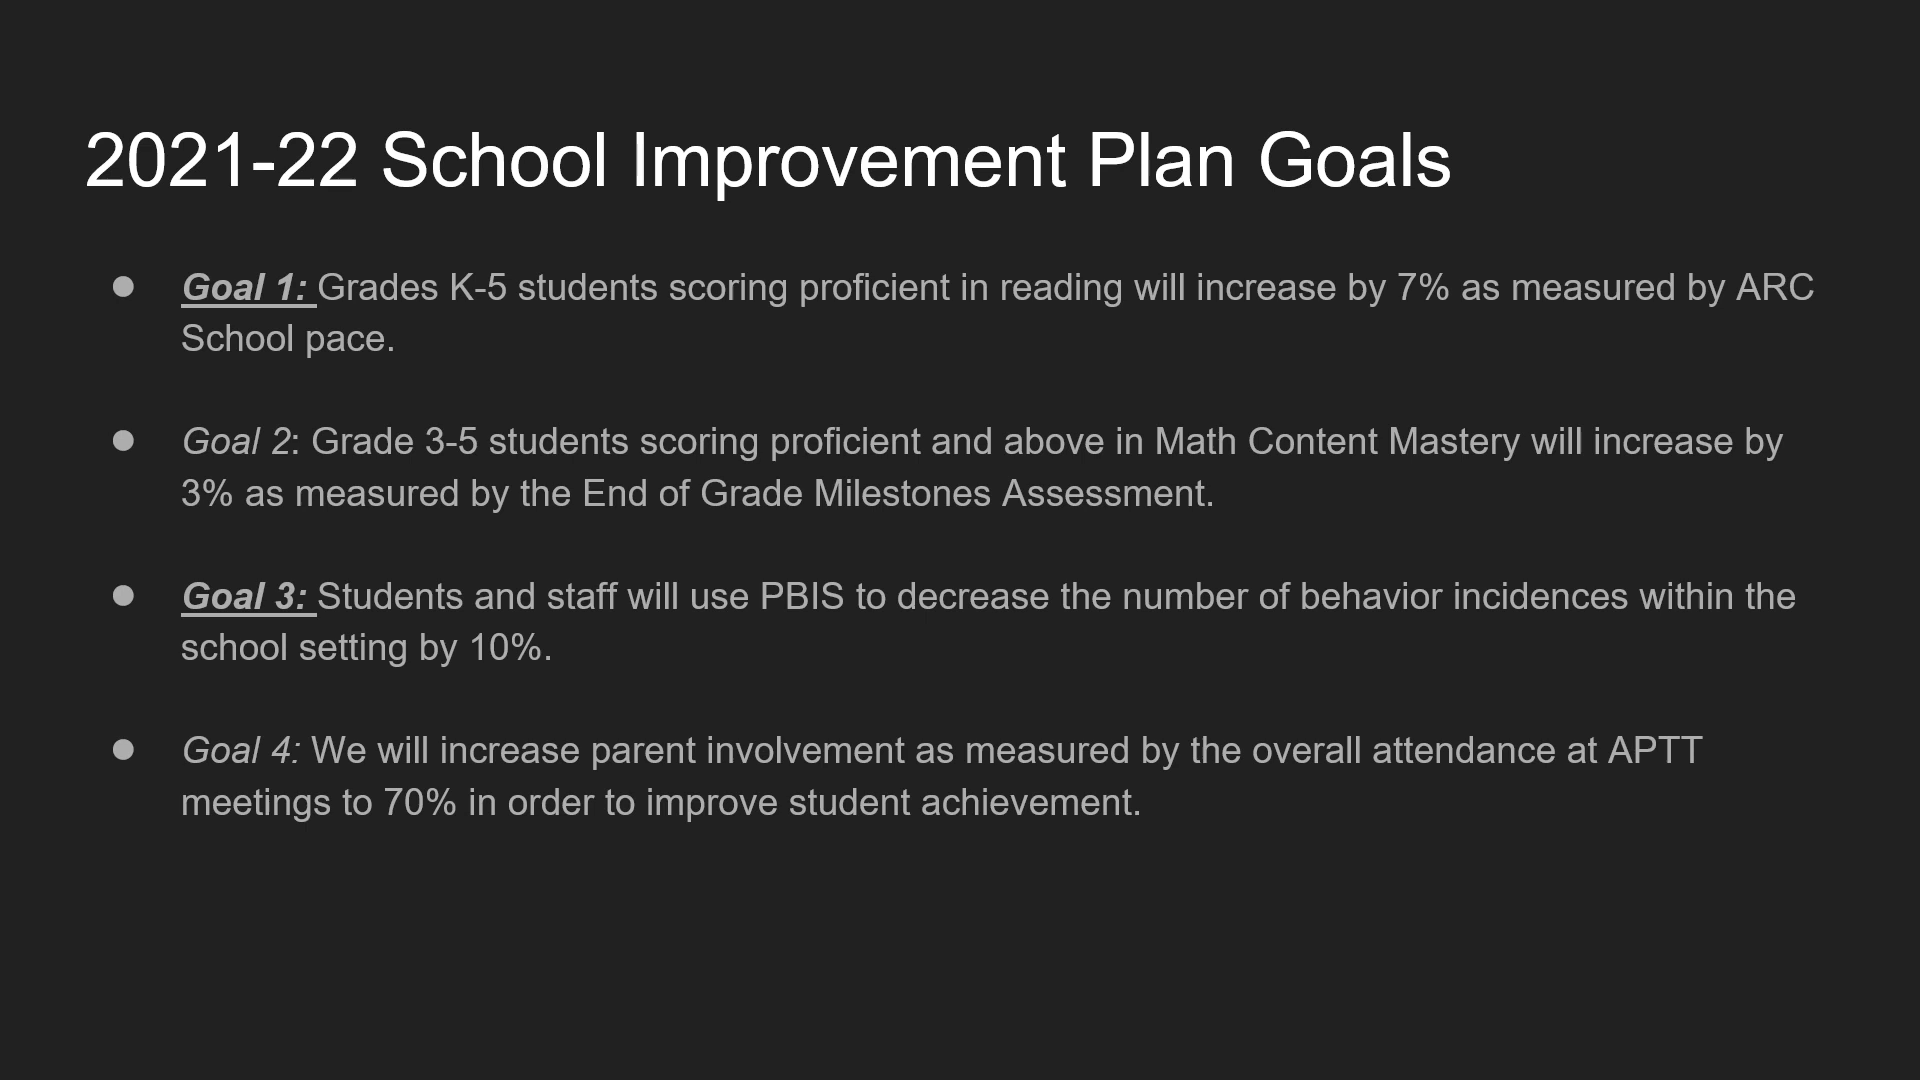 2021-22 School Improvement Plan Goals
● Goal 1: Grades K-5 students scoring proficient in reading will increase by 7% as measured by ARC
School pace.
● Goal 2: Grade 3-5 students scoring proficient and above in Math Content Mastery will increase by
3% as measured by the End of Grade Milestones Assessment.
● Goal 3: Students and staff will use PBIS to decrease the number of behavior incidences within the
school setting by 10%.
● Goal 4: We will increase parent involvement as measured by the overall attendance at APTT
meetings to 70% in order to improve student achievement.